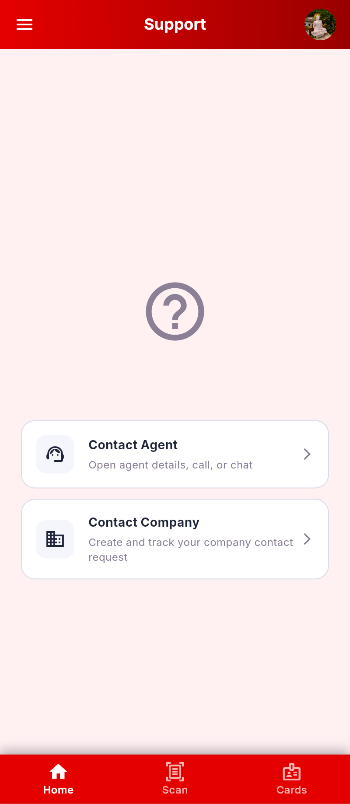 Support
Contact Agent
Open agent details, call, or chat
Contact Company
Create and track your company contact
request
Home
Scan
Cards